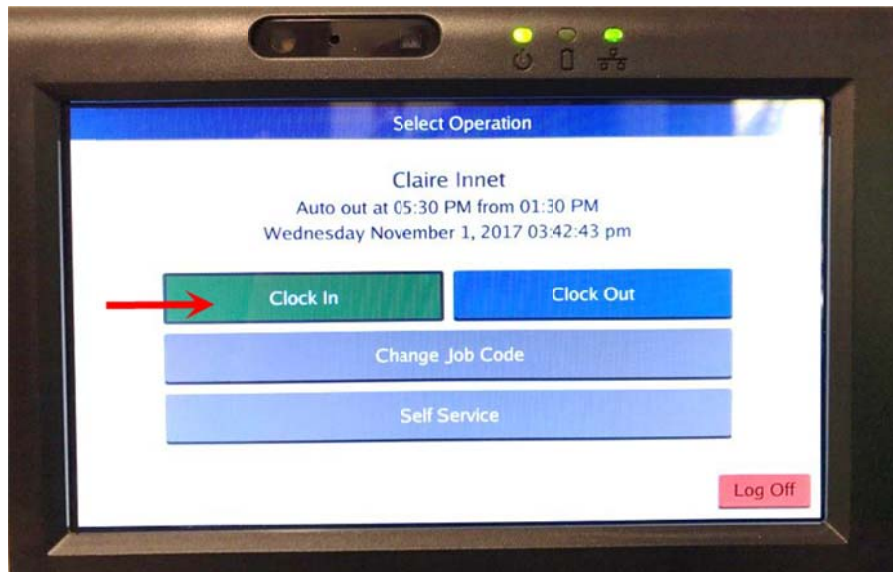 Select Operation
Claire Innet
Auto out at 05:30 PM from 01:30 PM
Wednesday November 1, 2017 03:42:43 pm
Clock In
Clock Out
Change Job Code
Self Service
Log Off